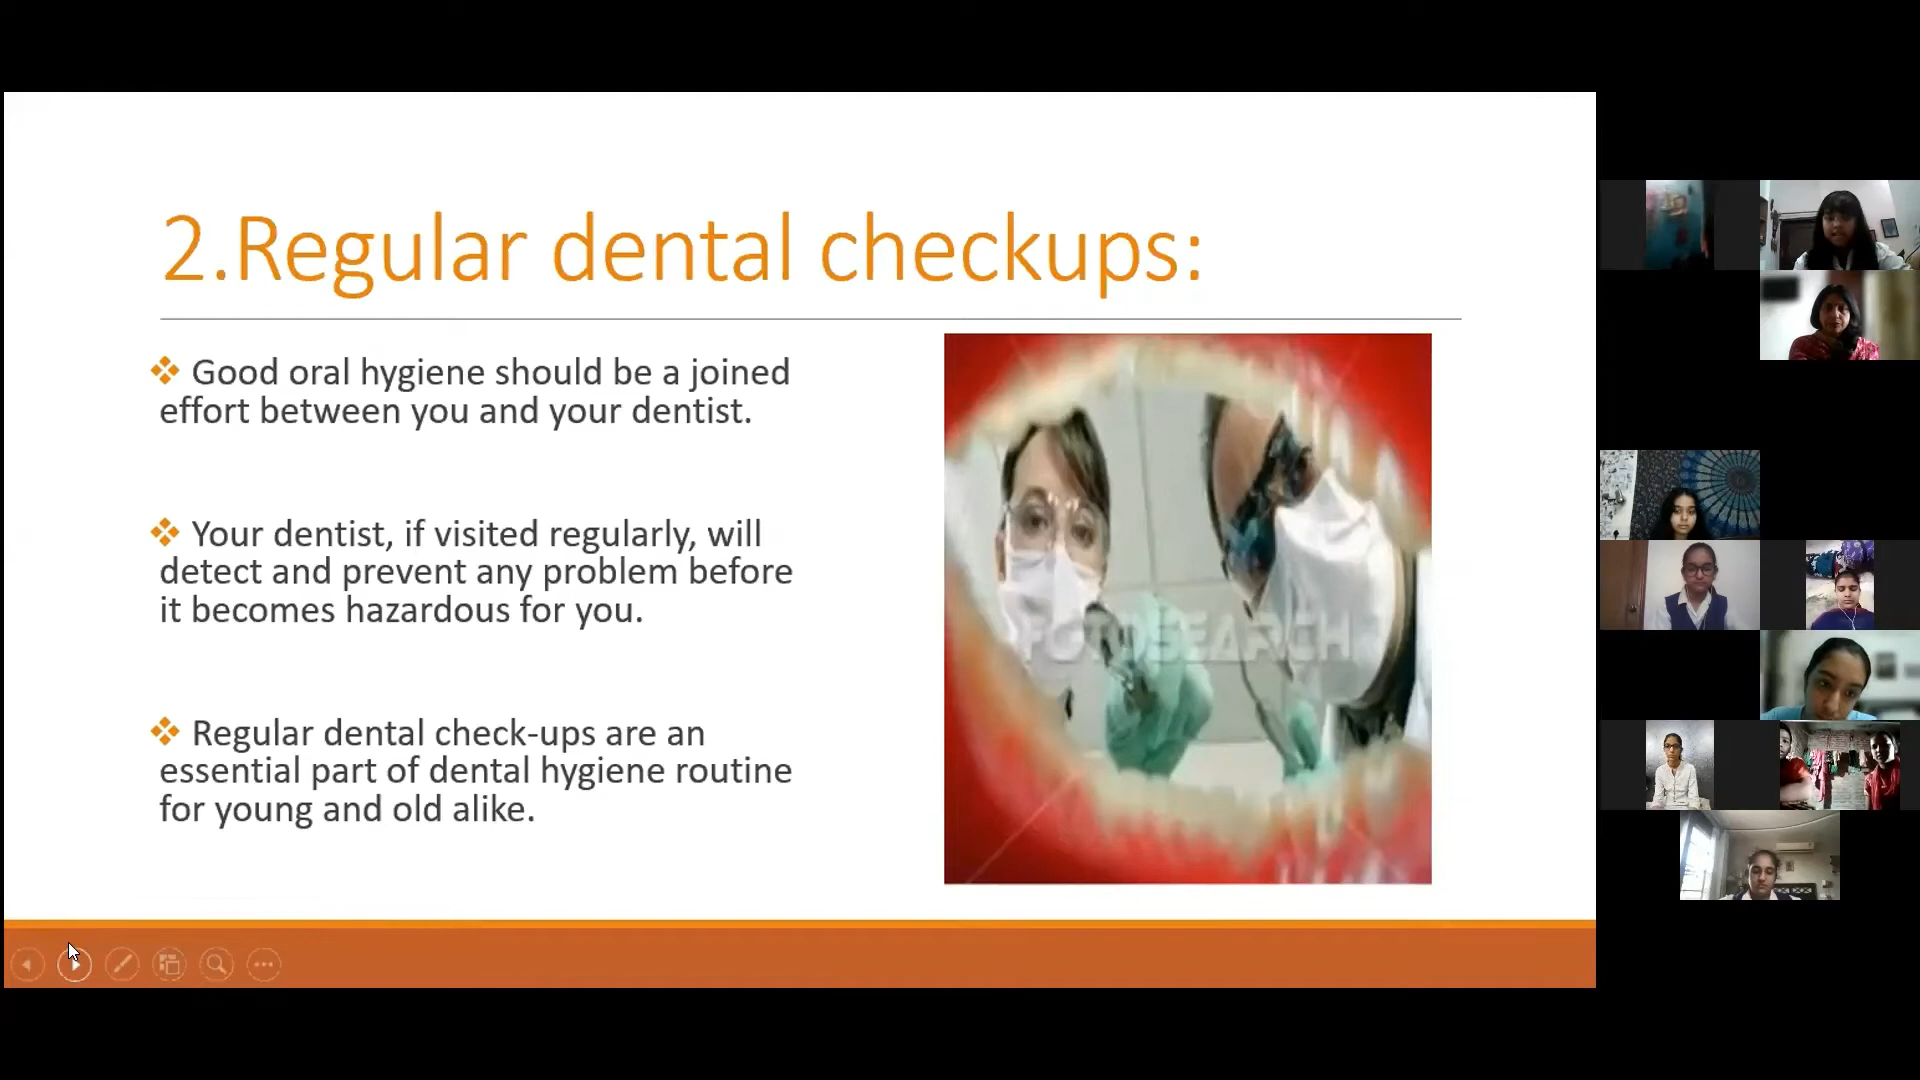 2.Regular dental checkups:
❖ Good oral hygiene should be a joined
effort between you and your dentist.
❖ Your dentist, if visited regularly, will
detect and prevent any problem before
it becomes hazardous for you.
❖ Regular dental check-ups are an
essential part of dental hygiene routine
for young and old alike.
FOTOSEARCH